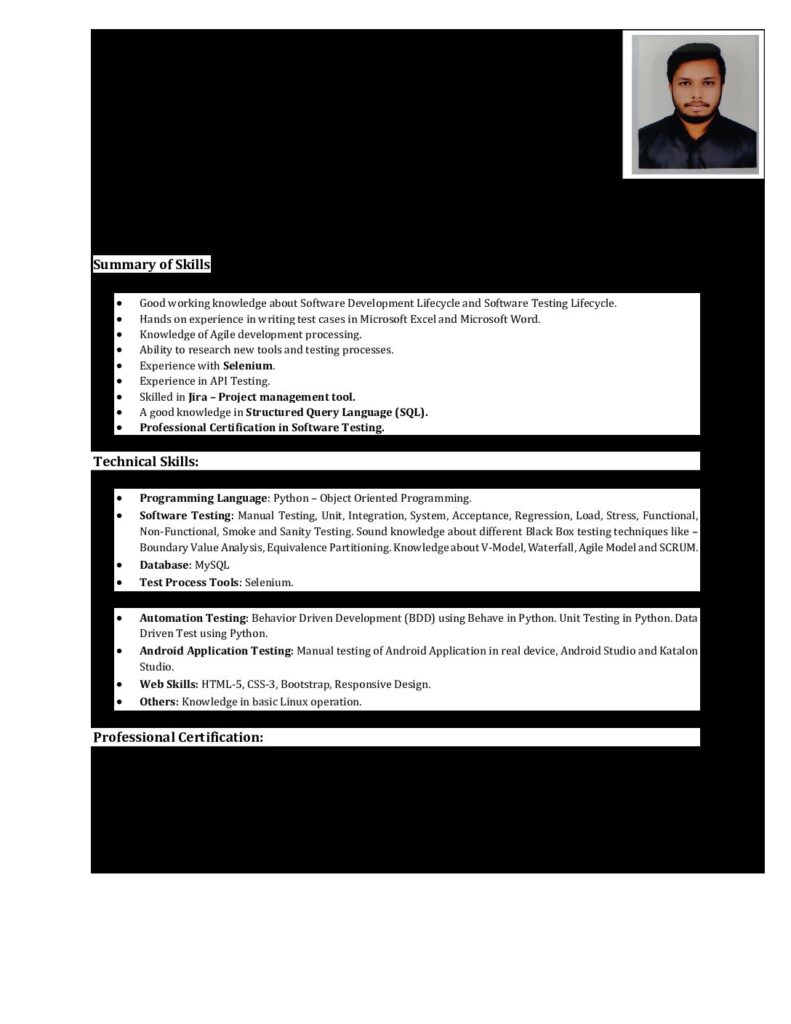 Summary of Skills
• Good working knowledge about Software Development Lifecycle and Software Testing Lifecycle.
• Hands on experience in writing test cases in Microsoft Excel and Microsoft Word.
• Knowledge of Agile development processing.
• Ability to research new tools and testing processes.
• Experience with Selenium.
• Experience in API Testing.
• Skilled in Jira – Project management tool.
• A good knowledge in Structured Query Language (SQL).
• Professional Certification in Software Testing.
Technical Skills:
• Programming Language: Python – Object Oriented Programming.
• Software Testing: Manual Testing, Unit, Integration, System, Acceptance, Regression, Load, Stress, Functional,
Non-Functional, Smoke and Sanity Testing. Sound knowledge about different Black Box testing techniques like –
Boundary Value Analysis, Equivalence Partitioning. Knowledge about V-Model, Waterfall, Agile Model and SCRUM.
• Database: MySQL
• Test Process Tools: Selenium.
• Automation Testing: Behavior Driven Development (BDD) using Behave in Python. Unit Testing in Python. Data
Driven Test using Python.
• Android Application Testing: Manual testing of Android Application in real device, Android Studio and Katalon
Studio.
• Web Skills: HTML-5, CSS-3, Bootstrap, Responsive Design.
• Others: Knowledge in basic Linux operation.
Professional Certification: